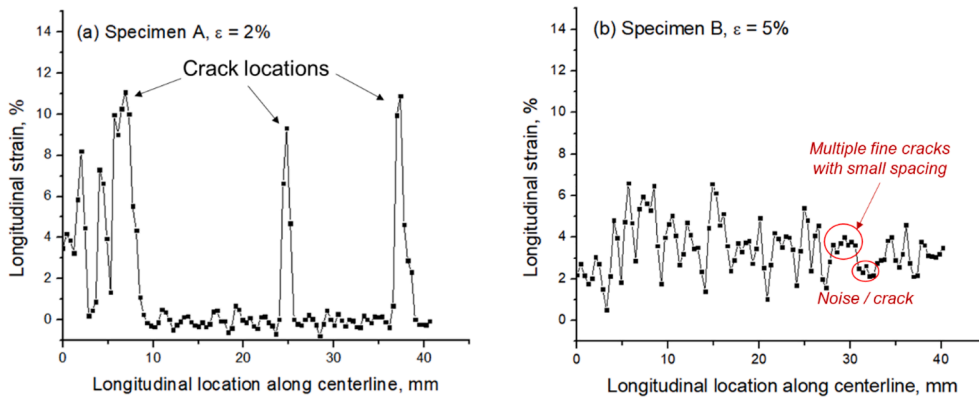 (a) Specimen A, ε = 2%
Crack locations
Longitudinal strain, %
14
12
10
8
6
4
2
0
0
10
20
30
40
Longitudinal location along centerline, mm
(b) Specimen B, ε = 5%
Multiple fine cracks
with small spacing
Noise / crack
Longitudinal strain, %
14
12
10
8
6
4
2
0
0
10
20
30
40
Longitudinal location along centerline, mm